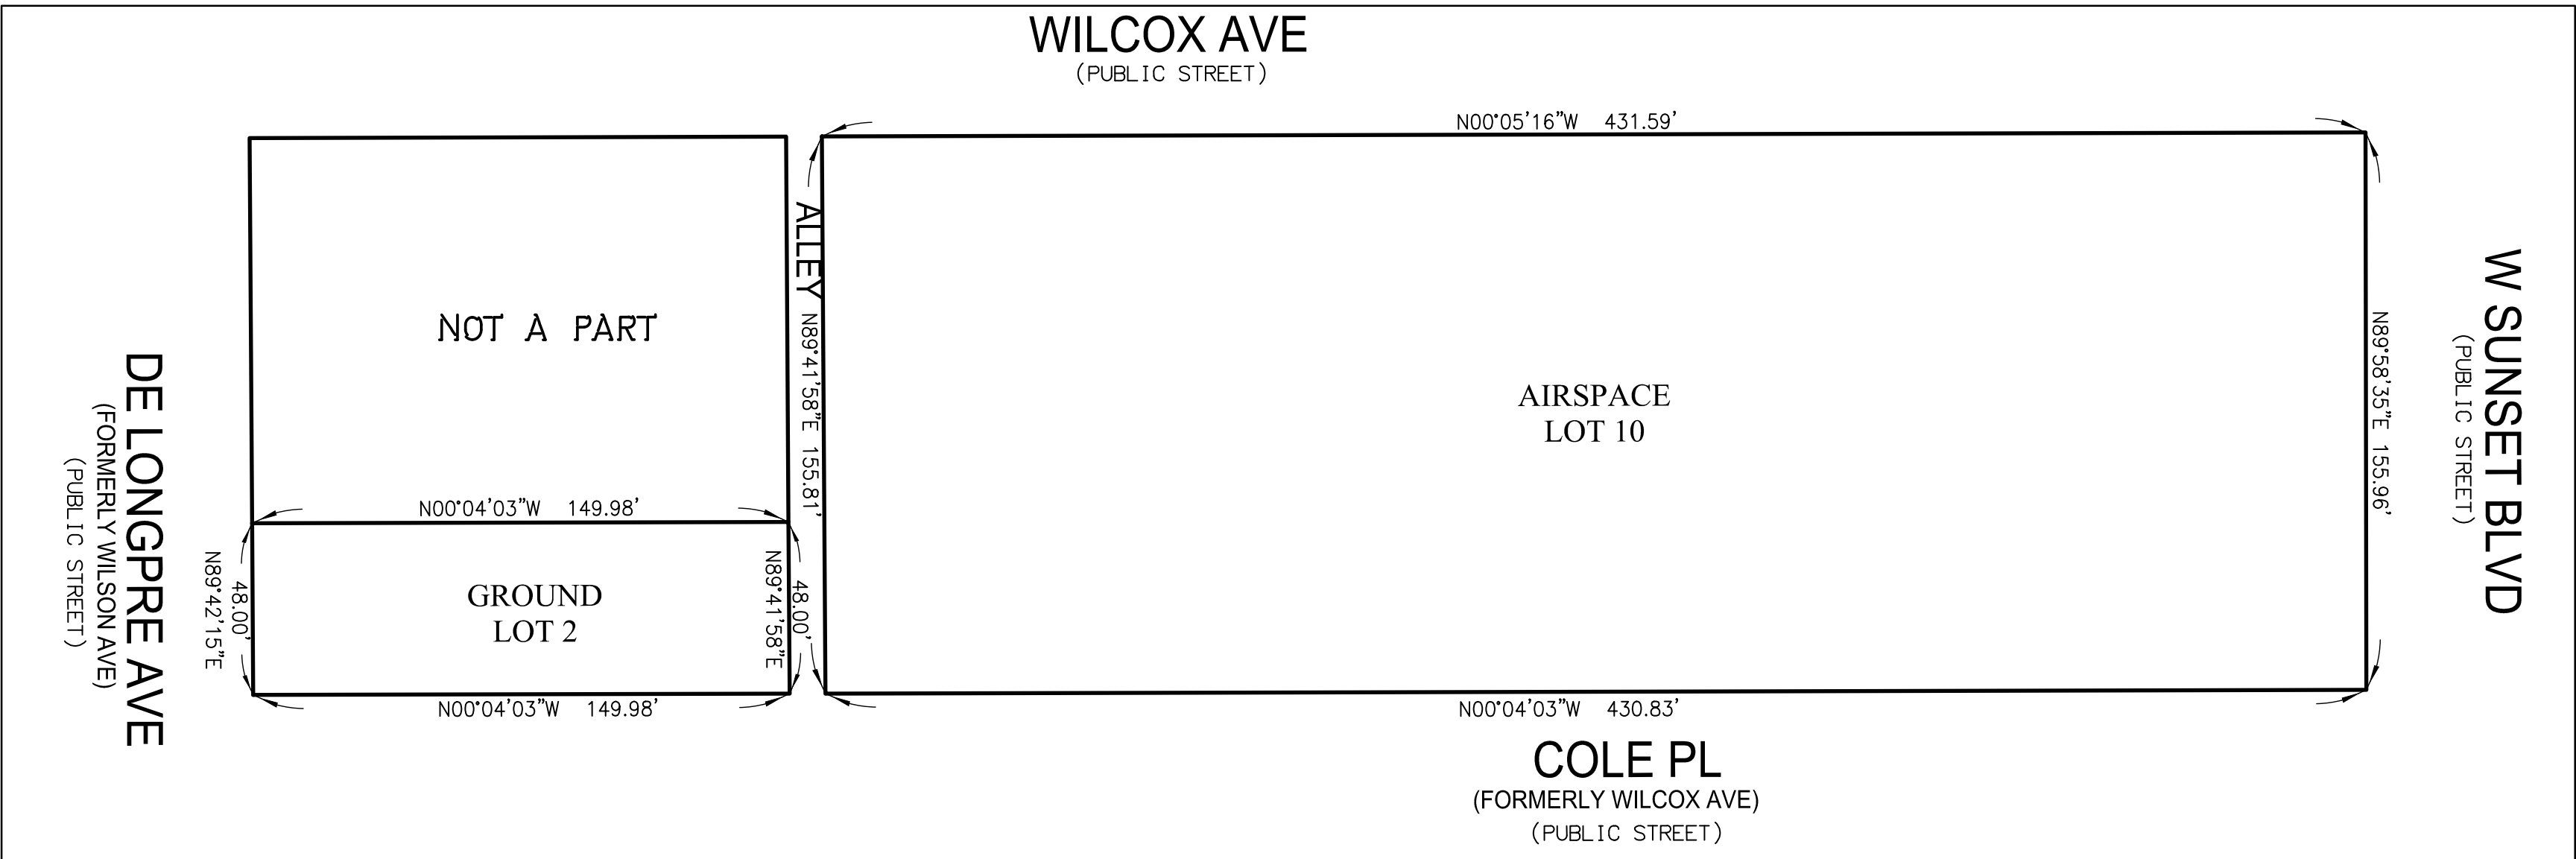 WILCOX AVE
(PUBLIC STREET)
N00°05'16"W 431.59'
ALLEY
N89°41'58"E 155.81'
NOT A PART
AIRSPACE
LOT 10
N89°58'35"E 155.96'
W SUNSET BLVD
(PUBLIC STREET)
DE LONGPRE AVE
(FORMERLY WILSON AVE)
(PUBLIC STREET)
N00°04'03"W 149.98'
N89°42'15"E
48.00'
GROUND
LOT 2
N89°41'58"E
48.00'
N00°04'03"W 149.98'
N00°04'03"W 430.83'
COLE PL
(FORMERLY WILCOX AVE)
(PUBLIC STREET)